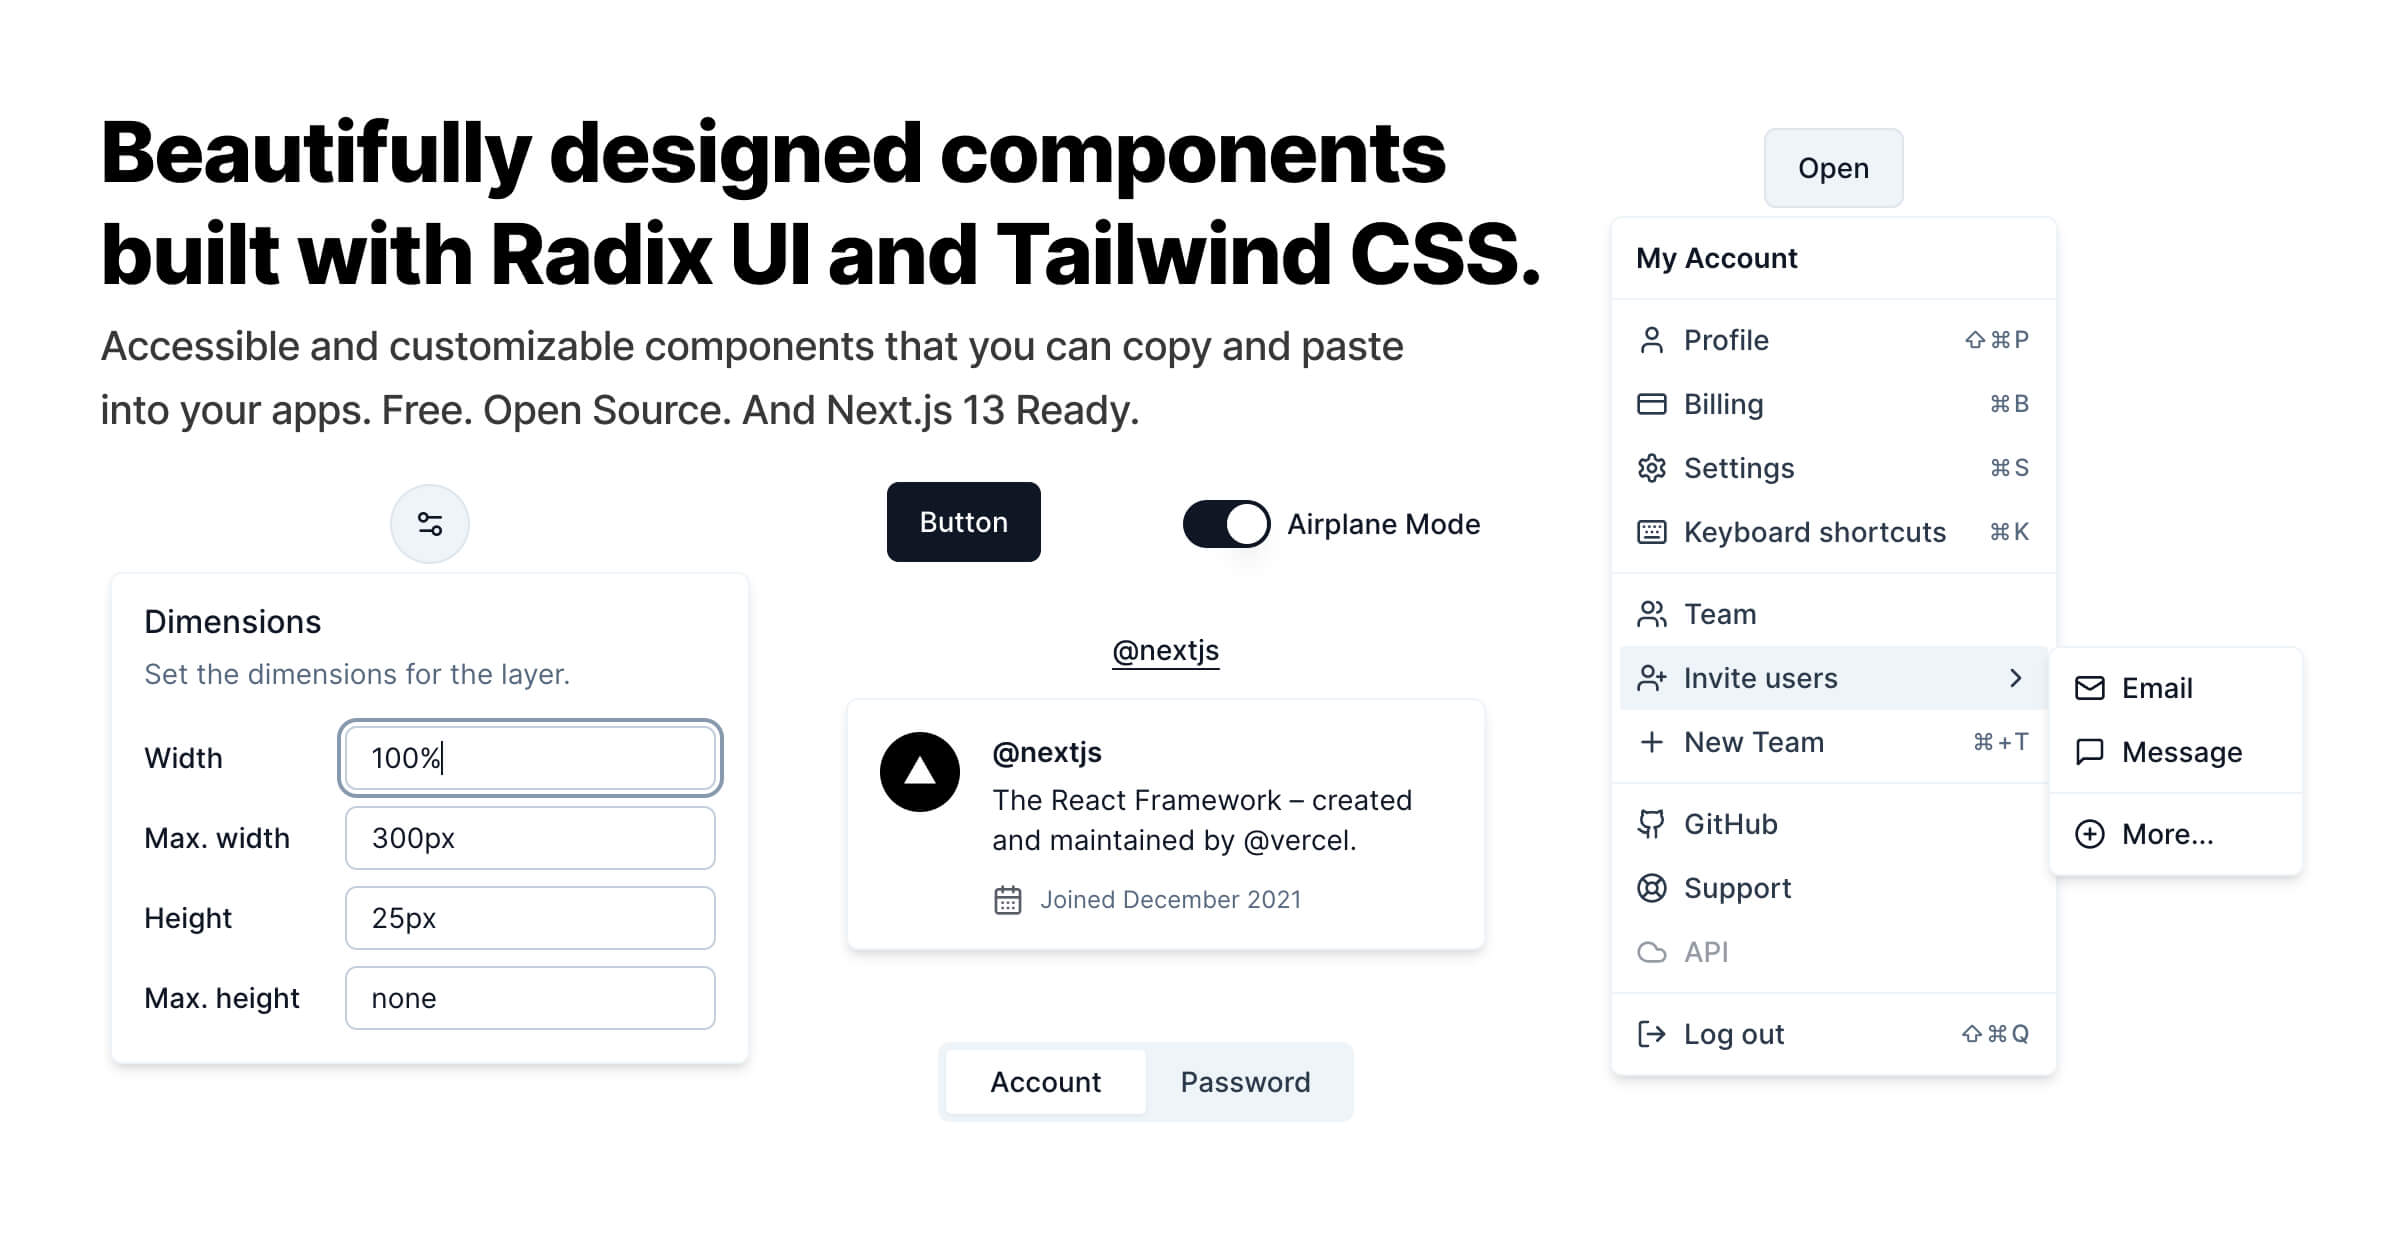 Beautifully designed components
built with Radix UI and Tailwind CSS.
Accessible and customizable components that you can copy and paste
into your apps. Free. Open Source. And Next.js 13 Ready.
Dimensions
Set the dimensions for the layer.
Width 100%
Max. width 300px
Height 25px
Max. height none
Button
Airplane Mode
@nextjs
@nextjs
The React Framework – created
and maintained by @vercel.
Joined December 2021
Account Password
Open
My Account
Profile ⇧⌘P
Billing ⌘B
Settings ⌘S
Keyboard shortcuts ⌘K
Team
Invite users
New Team ⌘+T
GitHub
Support
API
Log out ⇧⌘Q
Email
Message
More...